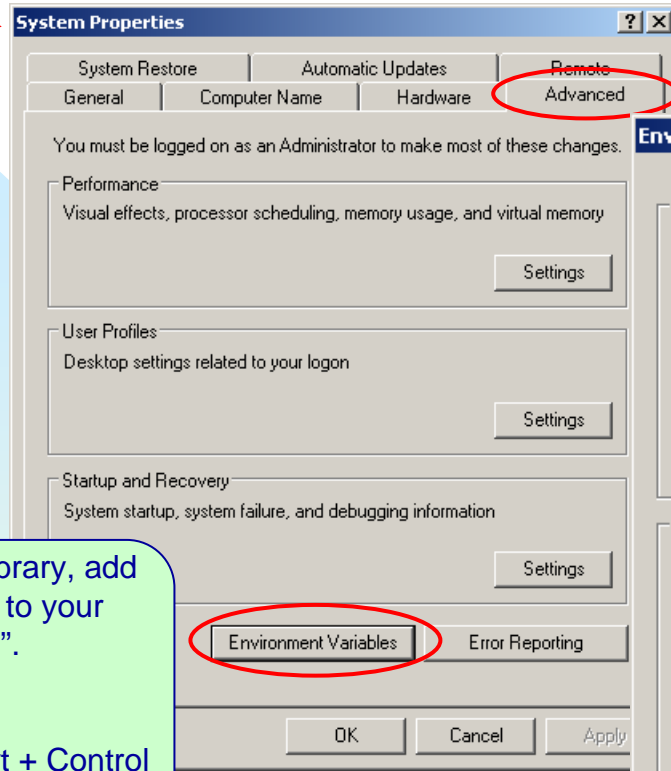 System Properties
System Restore Automatic Updates Remote
General Computer Name Hardware Advanced
You must be logged on as an Administrator to make most of these changes.
Performance
Visual effects, processor scheduling, memory usage, and virtual memory
Settings
User Profiles
Desktop settings related to your logon
Settings
Startup and Recovery
System startup, system failure, and debugging information
Settings
Environment Variables Error Reporting
OK Cancel Apply
Env
add
to your
”.
+ Control